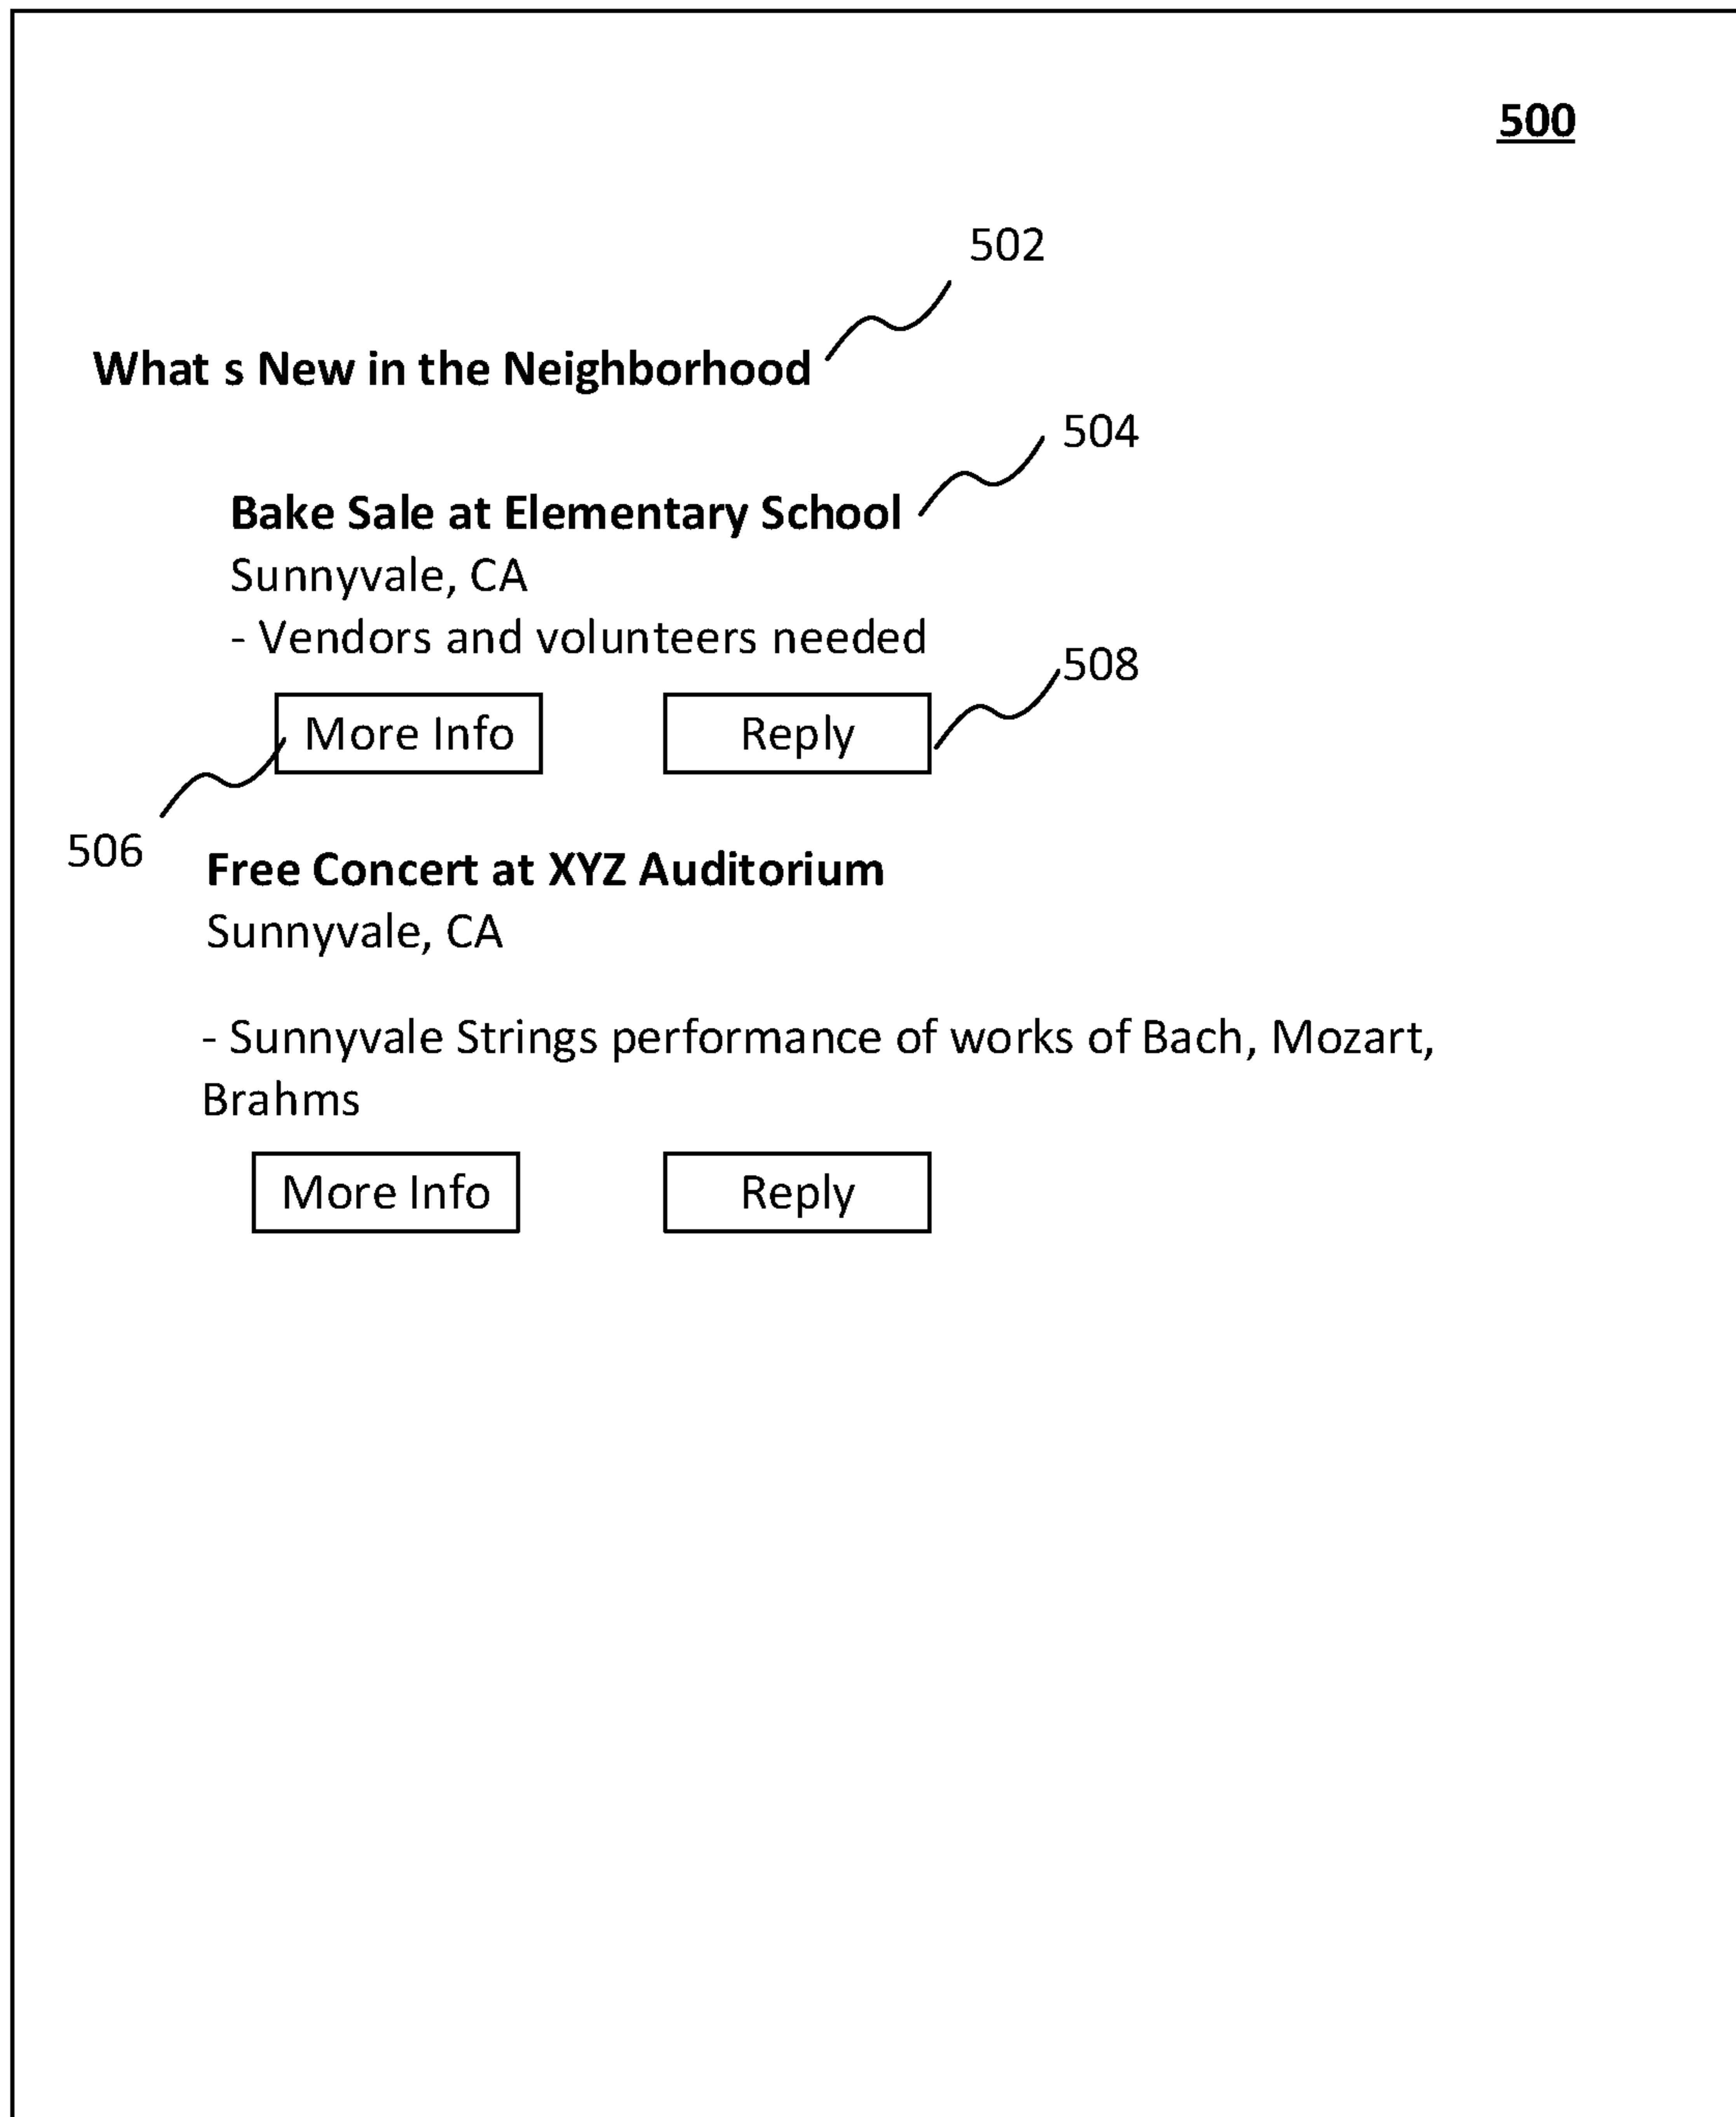 500
502
What s New in the Neighborhood
504
Bake Sale at Elementary School
Sunnyvale, CA
- Vendors and volunteers needed
508
More Info
Reply
506
Free Concert at XYZ Auditorium
Sunnyvale, CA
- Sunnyvale Strings performance of works of Bach, Mozart,
Brahms
More Info
Reply